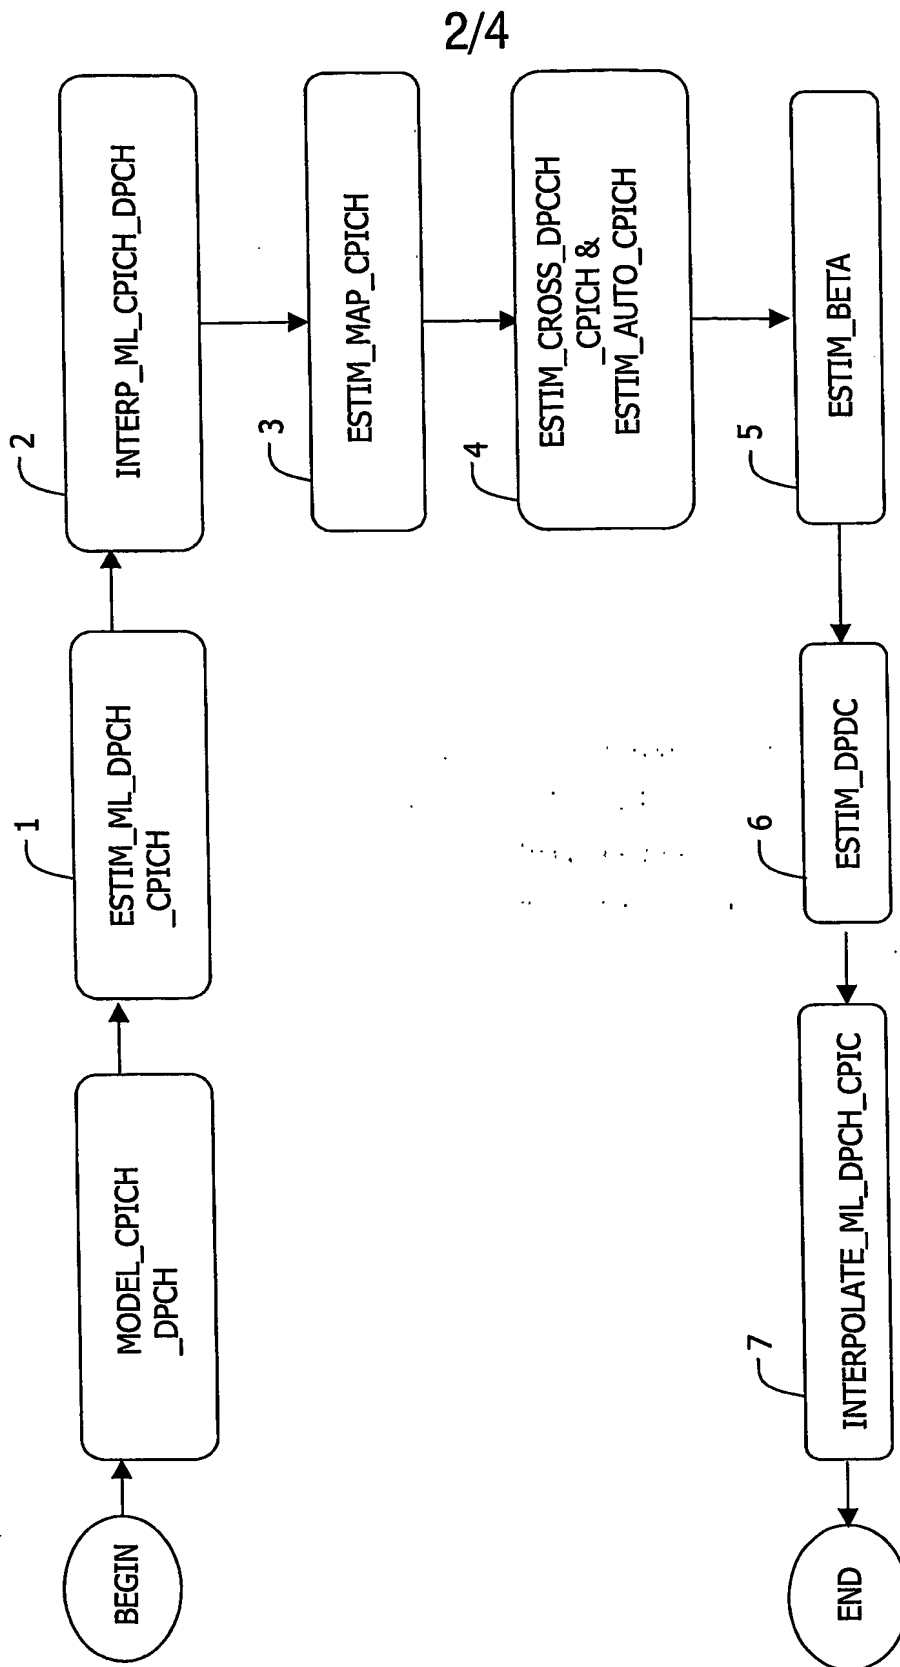 2/4
BEGIN
MODEL_CPICH
_DPCH
1
ESTIM_ML_DPCH
_CPICH
2
INTERP_ML_CPICH_DPCH
3
ESTIM_MAP_CPICH
4
ESTIM_CROSS_DPCCH
_CPICH &
ESTIM_AUTO_CPICH
5
ESTIM_BETA
6
ESTIM_DPDC
7
INTERPOLATE_ML_DPCH_CPIC
END